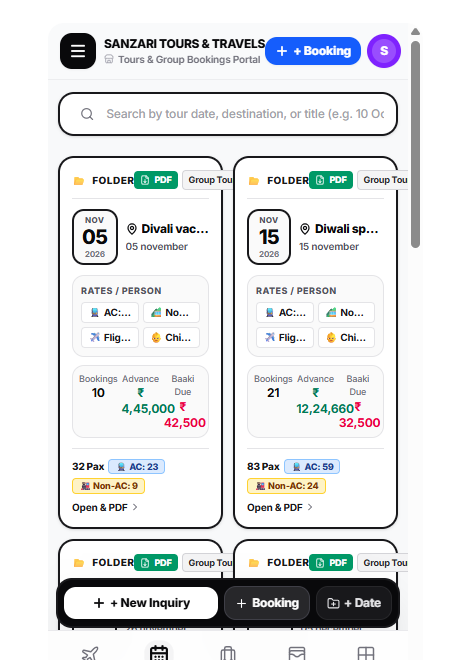 SANZARI TOURS & TRAVELS
Tours & Group Bookings Portal
+ Booking
S
Search by tour date, destination, or title (e.g. 10 Oc
FOLDER PDF Group Tou
NOV
05
2026
Divali vac...
05 november
RATES / PERSON
AC:... No...
Flig... Chi...
Bookings Advance Baaki Due
10 ₹ 4,45,000 ₹ 42,500
32 Pax AC: 23
Non-AC: 9
Open & PDF
FOLDER PDF Group Tou
NOV
15
2026
Diwali sp...
15 november
RATES / PERSON
AC:... No...
Flig... Chi...
Bookings Advance Baaki Due
21 ₹ 12,24,660 ₹ 32,500
83 Pax AC: 59
Non-AC: 24
Open & PDF
FOLDER PDF Group Tou
FOLDER PDF Group Tou
+ New Inquiry
Booking
+ Date